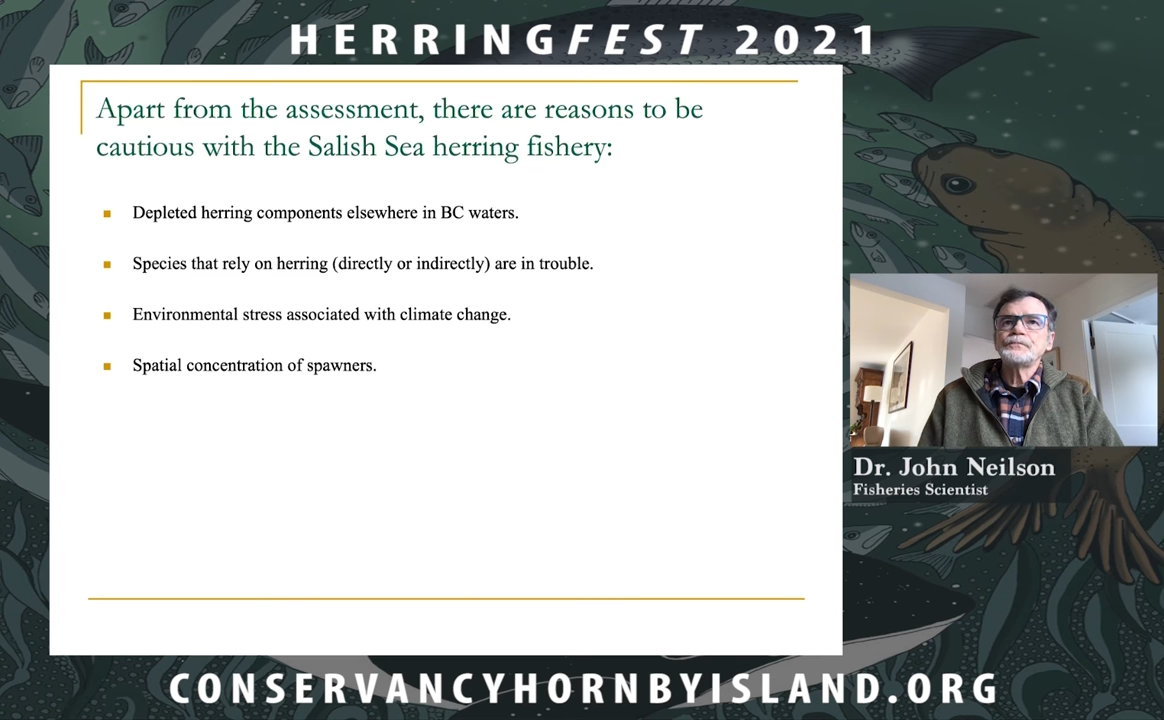 HERRINGFEST 2021
Apart from the assessment, there are reasons to be
cautious with the Salish Sea herring fishery:
Depleted herring components elsewhere in BC waters.
Species that rely on herring (directly or indirectly) are in trouble.
Environmental stress associated with climate change.
Spatial concentration of spawners.
Dr. John Neilson
Fisheries Scientist
CONSERVANCYHORNBYISLAND.ORG